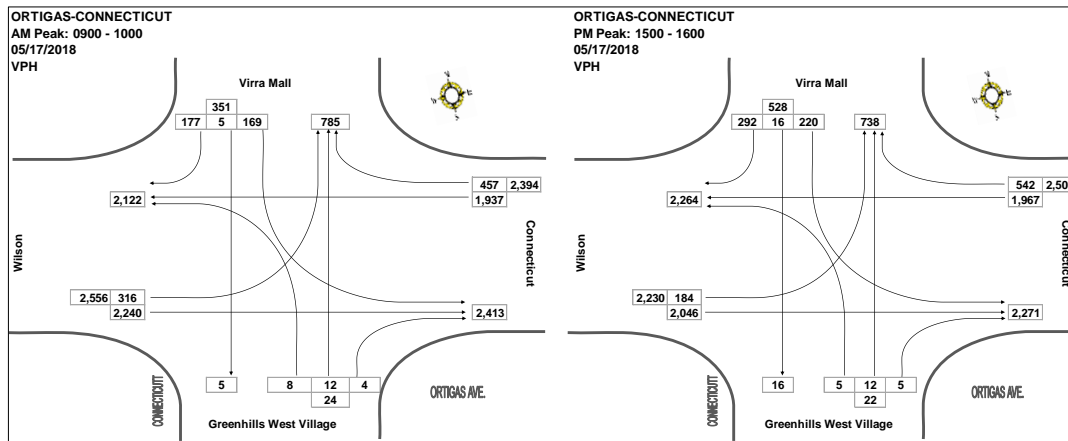 ORTIGAS-CONNECTICUT
AM Peak: 0900 - 1000
05/17/2018
VPH
Virra Mall
351
177 5 169
785
457 2,394
1,937
2,122
Wilson
Connecticut
2,556 316
2,240
2,413
5
8 12 4
24
CONNECTICUTT
ORTIGAS AVE.
Greenhills West Village
ORTIGAS-CONNECTICUT
PM Peak: 1500 - 1600
05/17/2018
VPH
Virra Mall
528
292 16 220
738
542 2,50
1,967
2,264
Wilson
Connecticut
2,230 184
2,046
2,271
16
5 12 5
22
CONNECTICUTT
ORTIGAS AVE.
Greenhills West Village